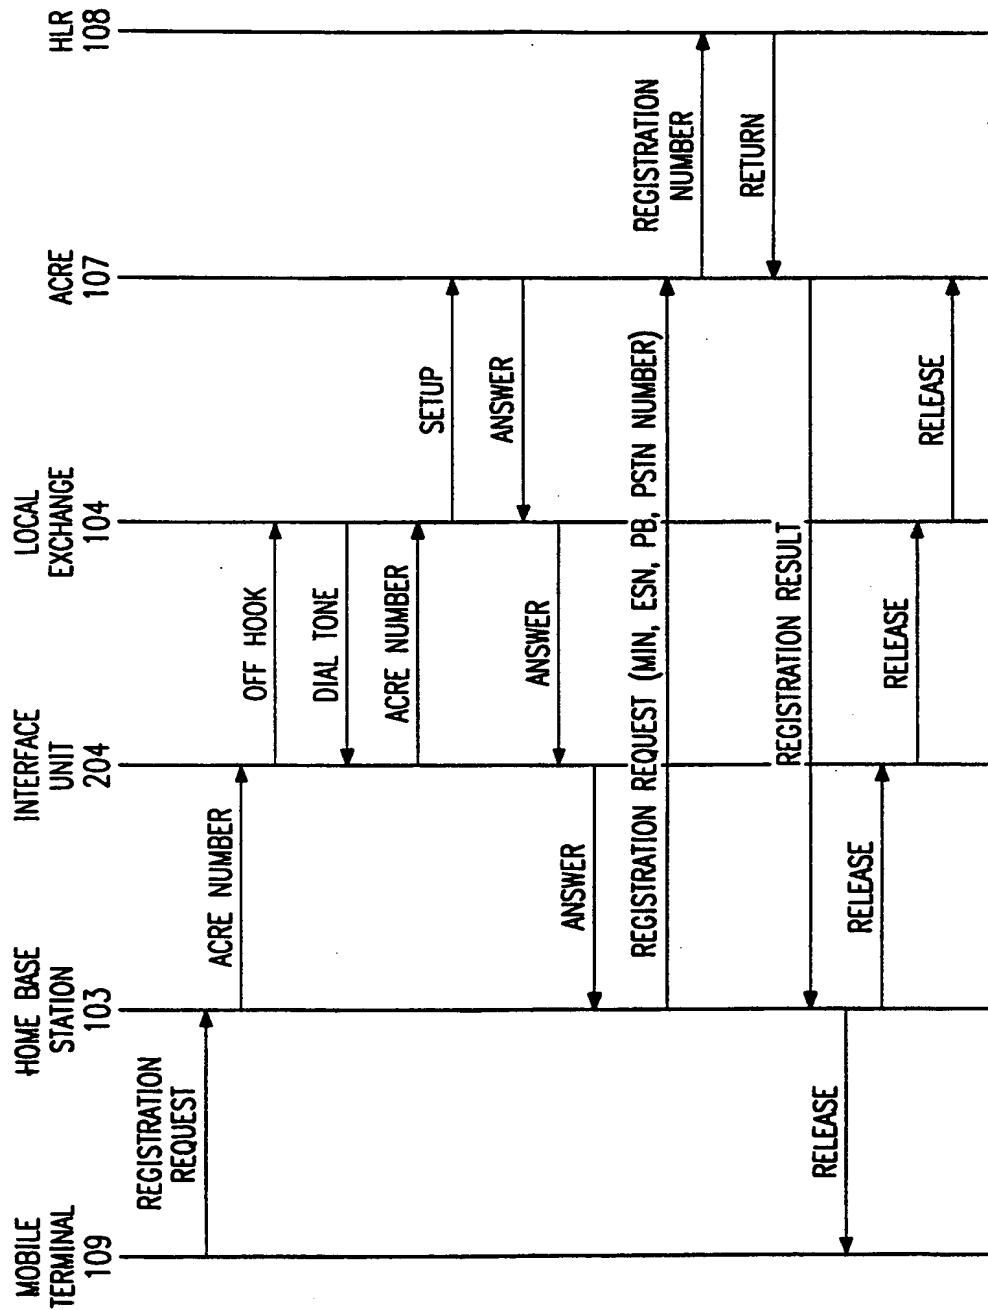 MOBILE
TERMINAL
109
HOME BASE
STATION
103
INTERFACE
UNIT
204
LOCAL
EXCHANGE
104
ACRE
107
HLR
108
REGISTRATION
REQUEST
ACRE NUMBER
OFF HOOK
DIAL TONE
ACRE NUMBER
SETUP
ANSWER
ANSWER
ANSWER
REGISTRATION REQUEST (MIN, ESN, PB, PSTN NUMBER)
REGISTRATION
NUMBER
RETURN
REGISTRATION RESULT
RELEASE
RELEASE
RELEASE
RELEASE